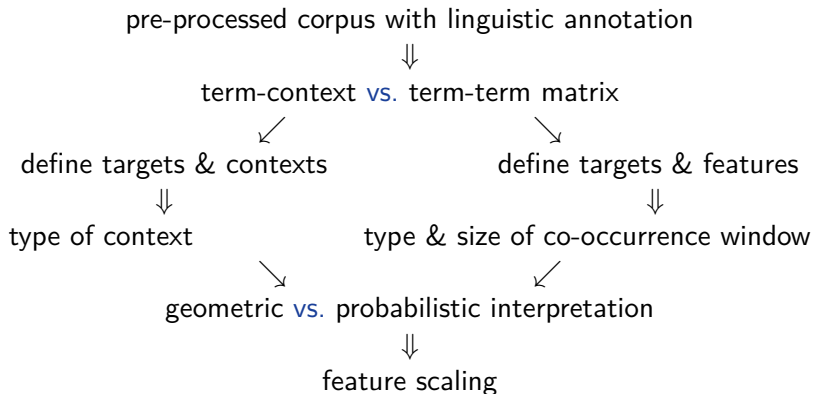 pre-processed corpus with linguistic annotation
⇓
term-context vs. term-term matrix
↙ ↘
define targets & contexts define targets & features
⇓ ⇓
type of context type & size of co-occurrence window
↘ ↙
geometric vs. probabilistic interpretation
⇓
feature scaling